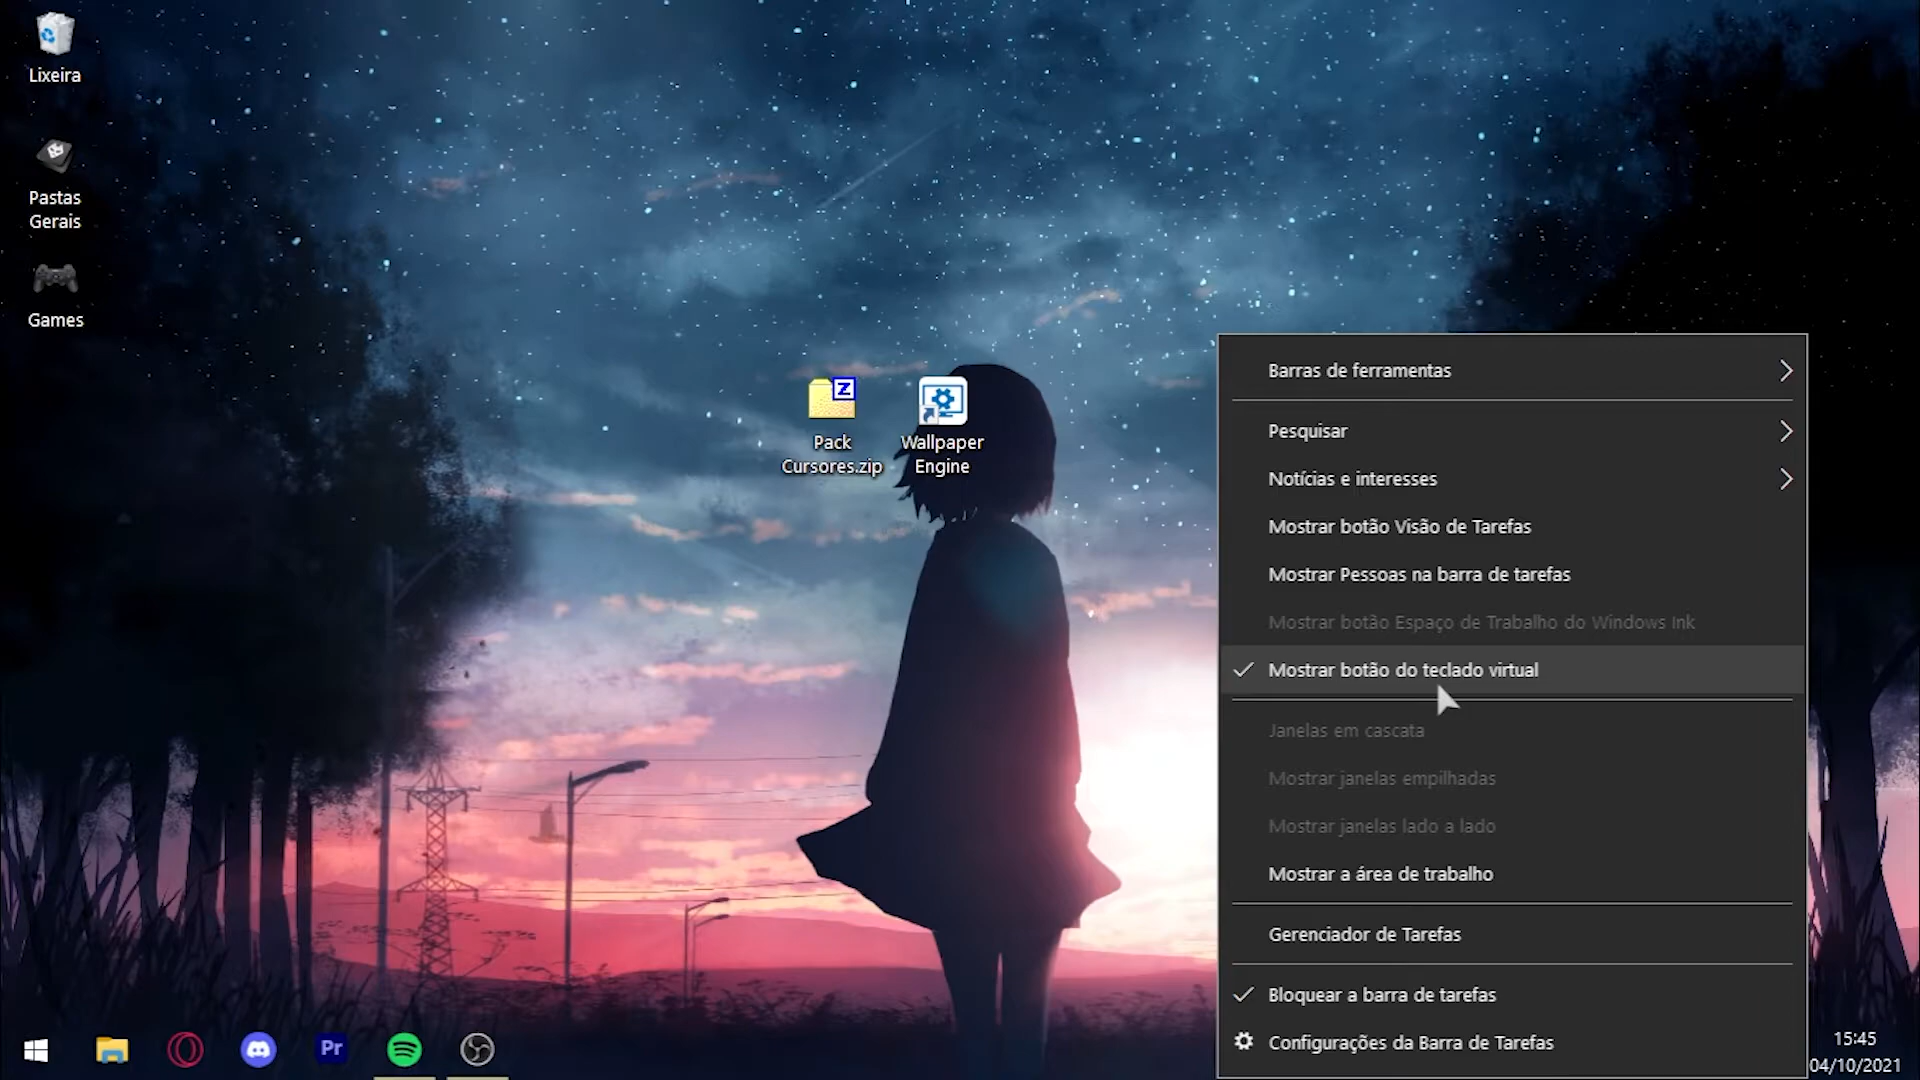 Lixeira
Pastas
Gerais
Games
Pack
Cursores.zip
Wallpaper
Engine
Barras de ferramentas
Pesquisar
Notícias e interesses
Mostrar botão Visão de Tarefas
Mostrar Pessoas na barra de tarefas
Mostrar botão Espaço de Trabalho do Windows Ink
Mostrar botão do teclado virtual
Janelas em cascata
Mostrar janelas empilhadas
Mostrar janelas lado a lado
Mostrar a área de trabalho
Gerenciador de Tarefas
Bloquear a barra de tarefas
Configurações da Barra de Tarefas
Pr
15:45
04/10/2021